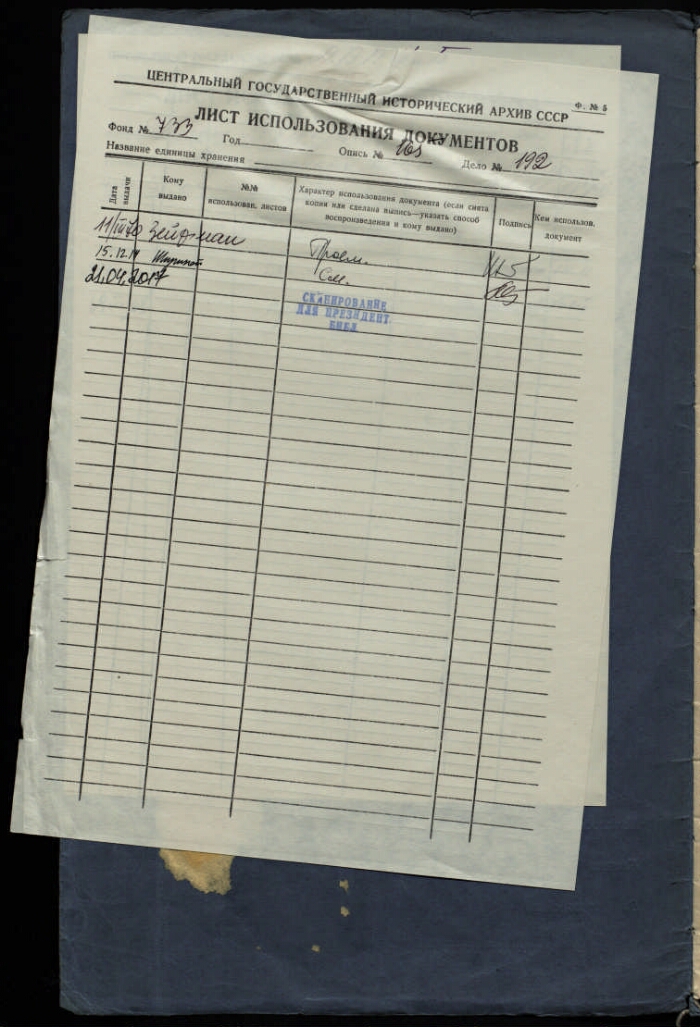 ЦЕНТРАЛЬНЫЙ ГОСУДАРСТВЕННЫЙ ИСТОРИЧЕСКИЙ АРХИВ СССР
Ф. № 5
ЛИСТ ИСПОЛЬЗОВАНИЯ ДОКУМЕНТОВ
Фонд № 733 Год Опись № Дело № 192
Название единицы хранения
Дата выдачи
Кому выдано
№№ использован. листов
Характер использования документа (если снята
копия или сделана выпись—указать способ
воспроизведения и кому выдано)
Подпись
Кем использов. документ
Просм.
15.12 См.
21.04.2017
СКАНИРОВАНИЕ
ДЛЯ ПРЕЗИДЕНТ
БИБЛ